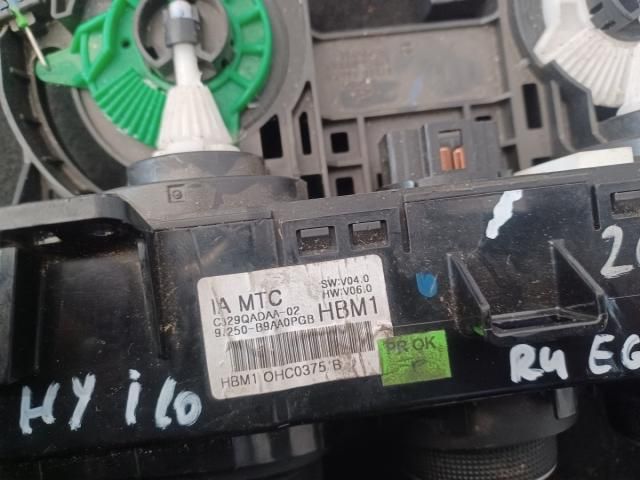 IA MTC
SW:V04.0
HW:V06.0
CJ29QADAA-02
97250-B9AA0PGB
HBM1
HBM1 OHC0375 B
PR OK
HY i10
R4 EG